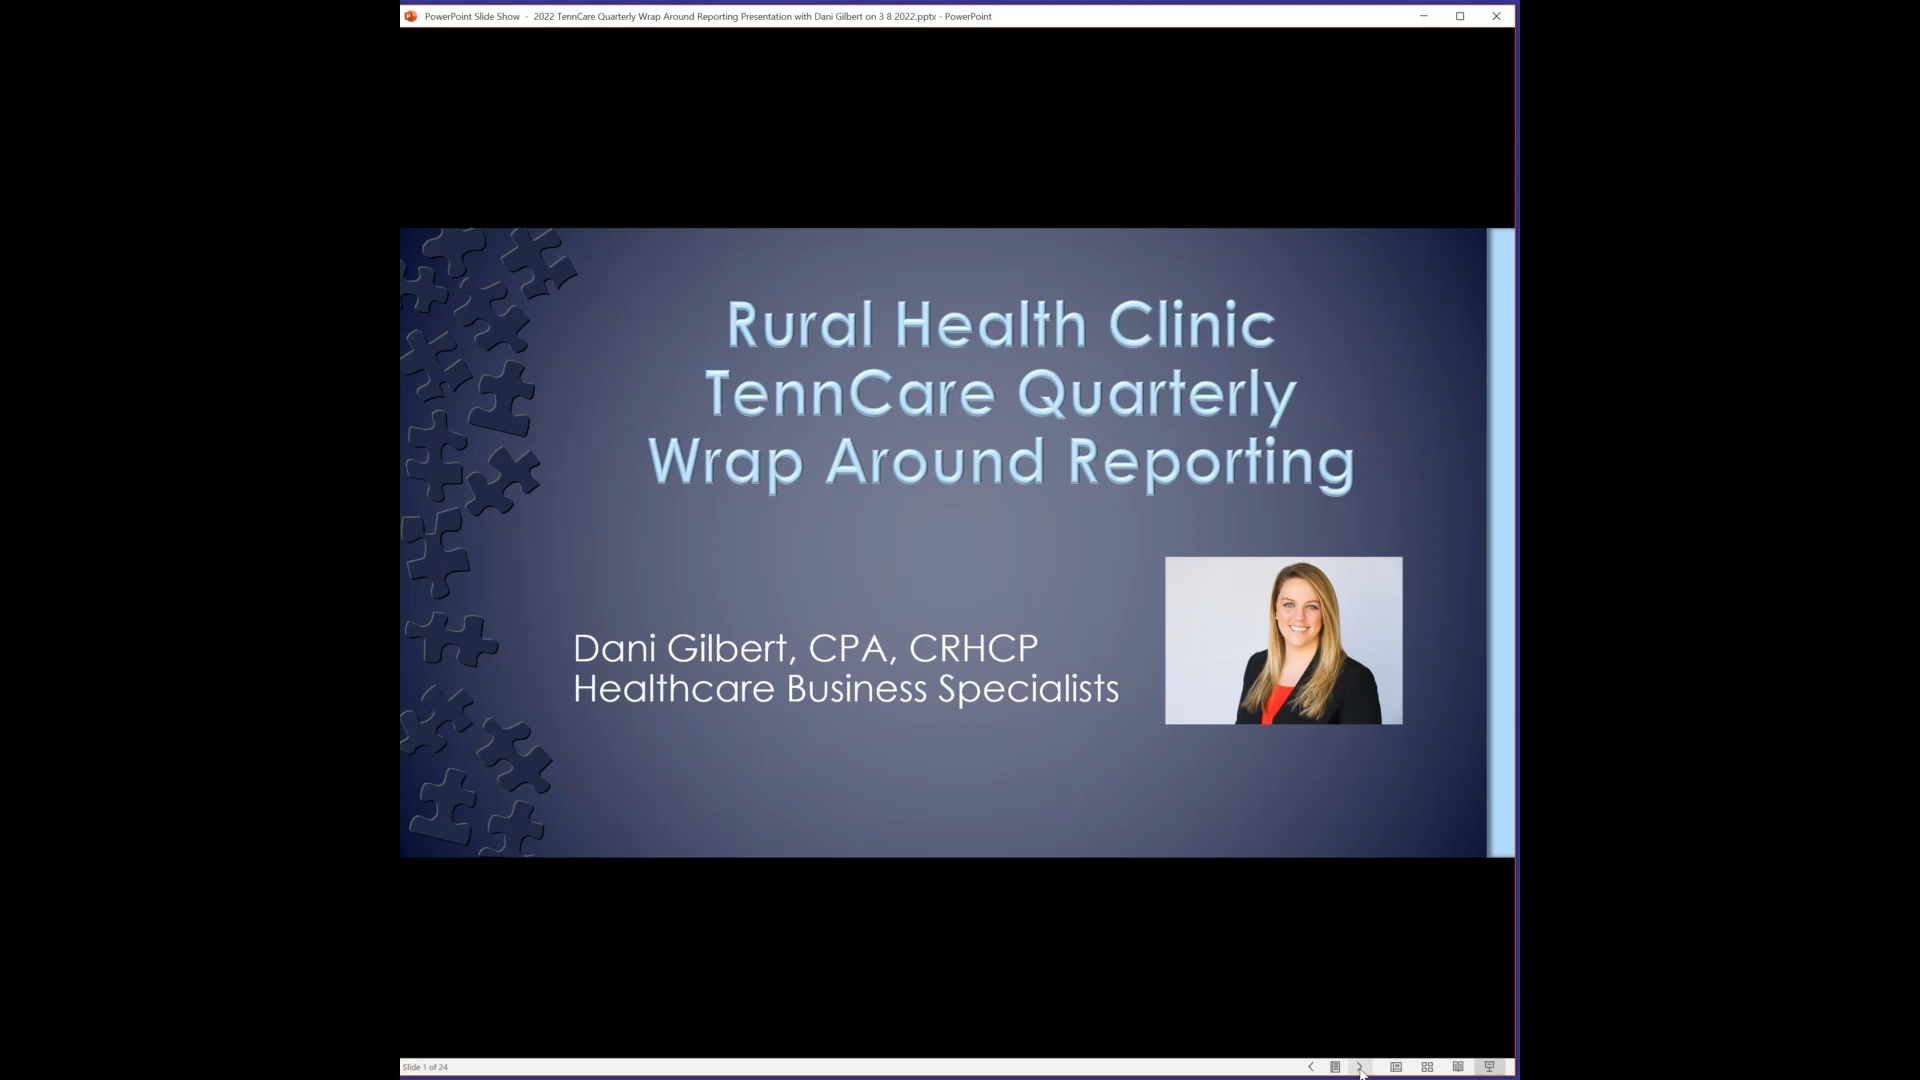 PowerPoint Slide Show - 2022 TennCare Quarterly Wrap Around Reporting Presentation with Dani Gilbert on 3 8 2022.pptx - PowerPoint
Rural Health Clinic
TennCare Quarterly
Wrap Around Reporting
Dani Gilbert, CPA, CRHCP
Healthcare Business Specialists
Slide 1 of 24